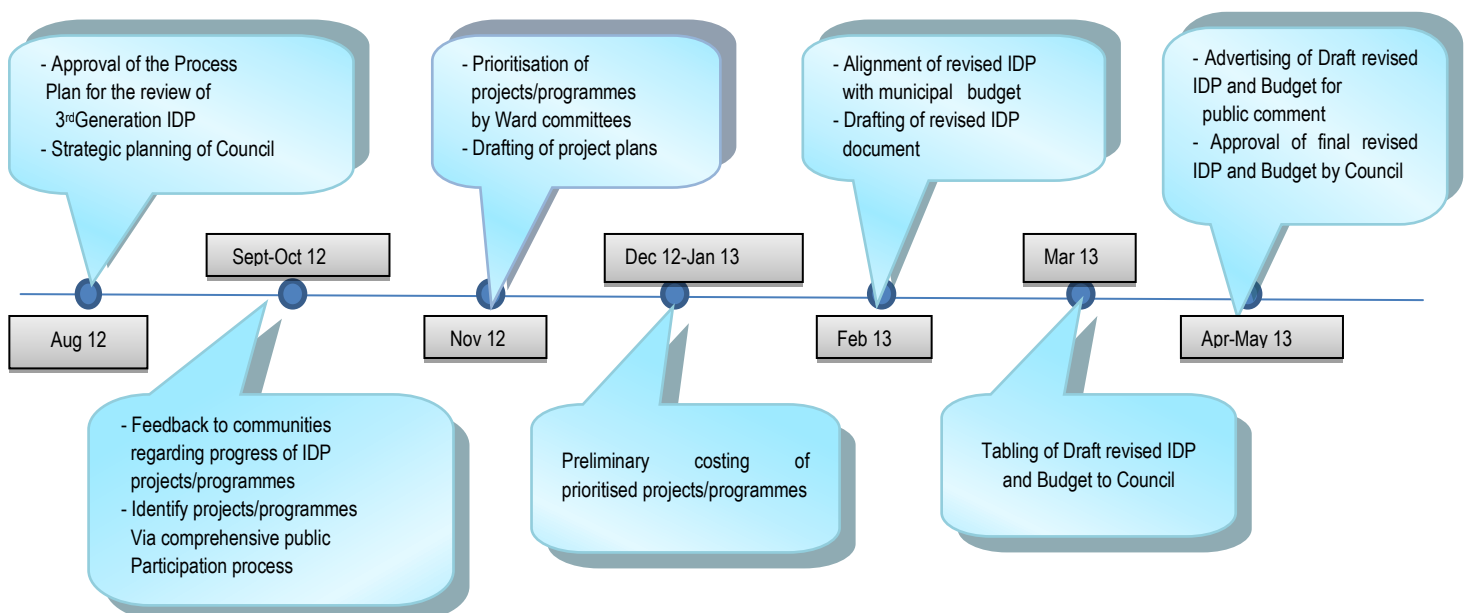 - Approval of the Process
Plan for the review of
3rdGeneration IDP
- Strategic planning of Council
- Prioritisation of
projects/programmes
by Ward committees
- Drafting of project plans
- Alignment of revised IDP
with municipal budget
- Drafting of revised IDP
document
- Advertising of Draft revised
IDP and Budget for
public comment
- Approval of final revised
IDP and Budget by Council
Sept-Oct 12
Dec 12-Jan 13
Mar 13
Aug 12
Nov 12
Feb 13
Apr-May 13
- Feedback to communities
regarding progress of IDP
projects/programmes
- Identify projects/programmes
Via comprehensive public
Participation process
Preliminary costing of
prioritised projects/programmes
Tabling of Draft revised IDP
and Budget to Council